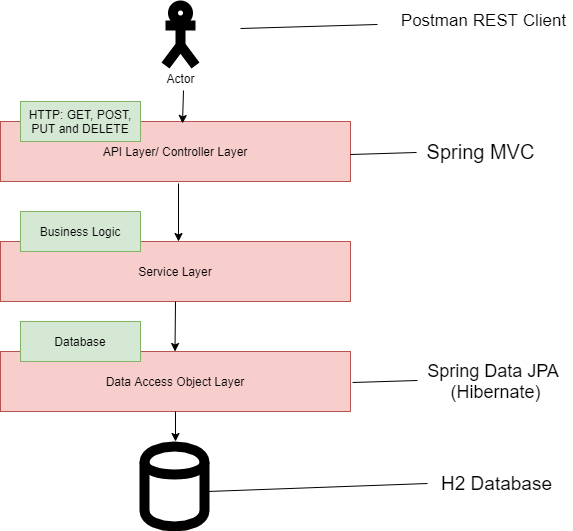 Postman REST Client
Actor
HTTP: GET, POST,
PUT and DELETE
API Layer/ Controller Layer
Spring MVC
Business Logic
Service Layer
Database
Data Access Object Layer
Spring Data JPA
(Hibernate)
H2 Database